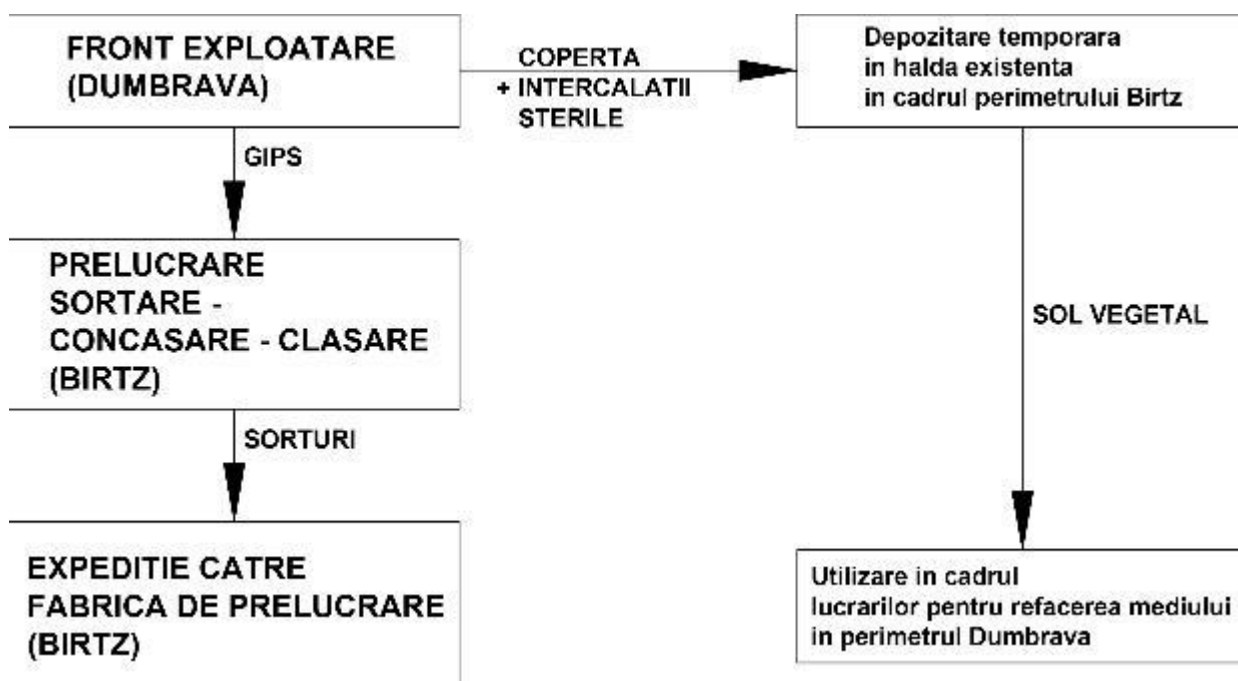 FRONT EXPLOATARE
(DUMBRAVA)
COPERTA
+ INTERCALATII
STERILE
Depozitare temporara
in halda existenta
in cadrul perimetrului Birtz
GIPS
PRELUCRARE
SORTARE -
CONCASARE - CLASARE
(BIRTZ)
SOL VEGETAL
SORTURI
EXPEDITIE CATRE
FABRICA DE PRELUCRARE
(BIRTZ)
Utilizare in cadrul
lucrarilor pentru refacerea mediului
in perimetrul Dumbrava